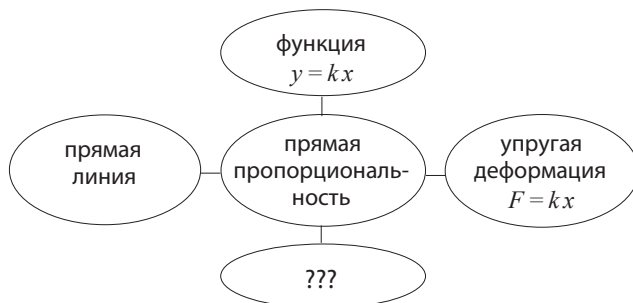 функция
y = kx
прямая
линия
прямая
пропорциональ-
ность
упругая
деформация
F = kx
???